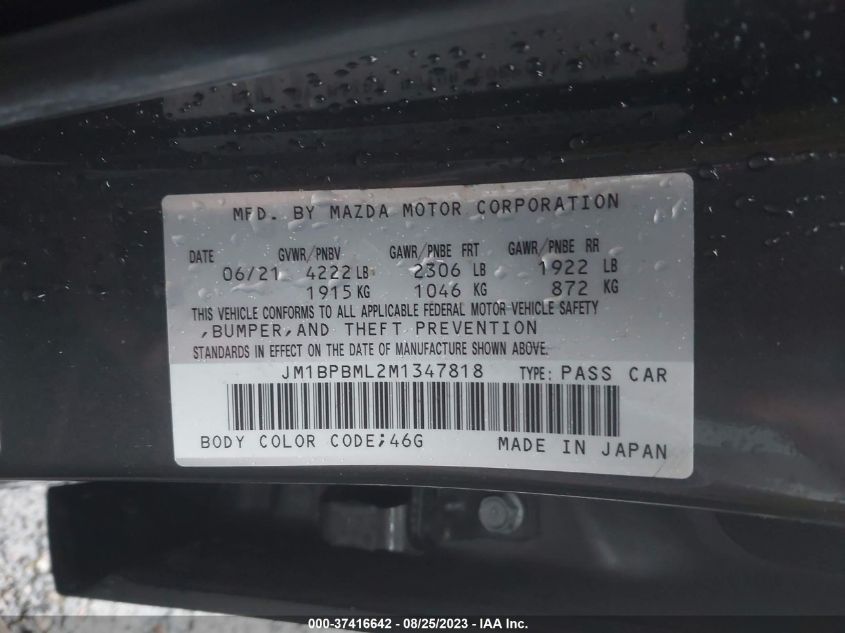 MFD. BY MAZDA MOTOR CORPORATION
DATE GVWR/PNBV GAWR/PNBE FRT GAWR/PNBE RR
06/21 4222 LB 2306 LB 1922 LB
1915 KG 1046 KG 872 KG
THIS VEHICLE CONFORMS TO ALL APPLICABLE FEDERAL MOTOR VEHICLE SAFETY
,BUMPER,AND THEFT PREVENTION
STANDARDS IN EFFECT ON THE DATE OF MANUFACTURE SHOWN ABOVE.
JM1BPBML2M1347818 TYPE: PASS CAR
BODY COLOR CODE;46G MADE IN JAPAN
000-37416642 - 08/25/2023 - IAA Inc.